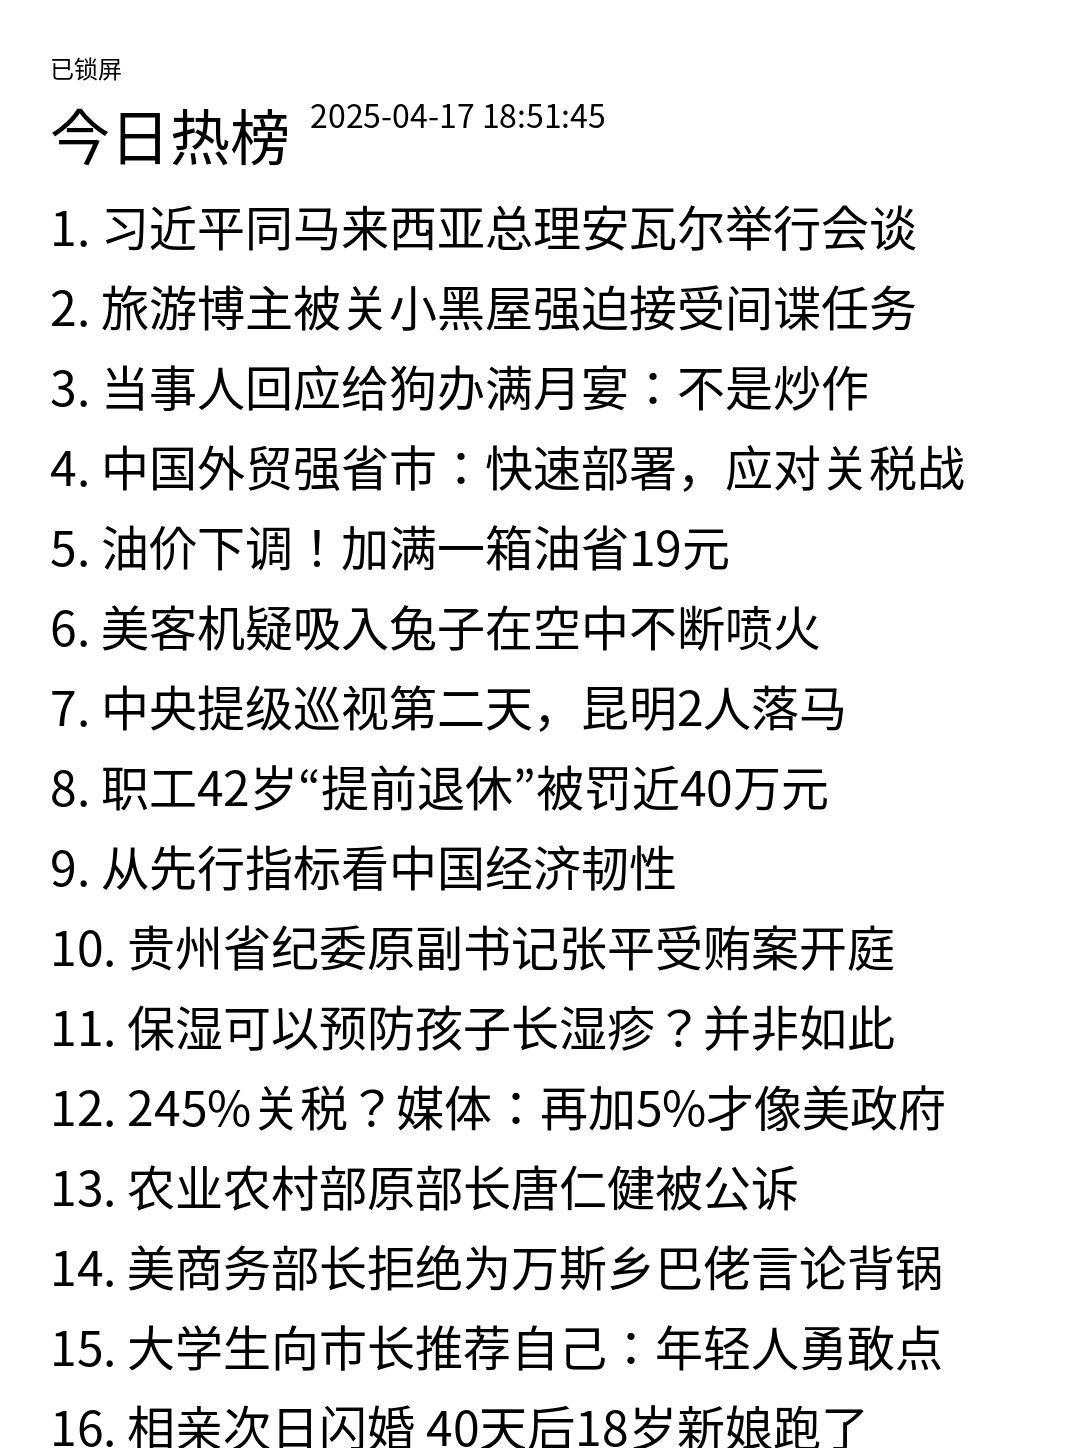 已锁屏
今日热榜 2025-04-17 18:51:45
1. 习近平同马来西亚总理安瓦尔举行会谈
2. 旅游博主被关小黑屋强迫接受间谍任务
3. 当事人回应给狗办满月宴：不是炒作
4. 中国外贸强省市：快速部署，应对关税战
5. 油价下调！加满一箱油省19元
6. 美客机疑吸入兔子在空中不断喷火
7. 中央提级巡视第二天，昆明2人落马
8. 职工42岁“提前退休”被罚近40万元
9. 从先行指标看中国经济韧性
10. 贵州省纪委原副书记张平受贿案开庭
11. 保湿可以预防孩子长湿疹？并非如此
12. 245%关税？媒体：再加5%才像美政府
13. 农业农村部原部长唐仁健被公诉
14. 美商务部长拒绝为万斯乡巴佬言论背锅
15. 大学生向市长推荐自己：年轻人勇敢点
16. 相亲次日闪婚 40天后18岁新娘跑了